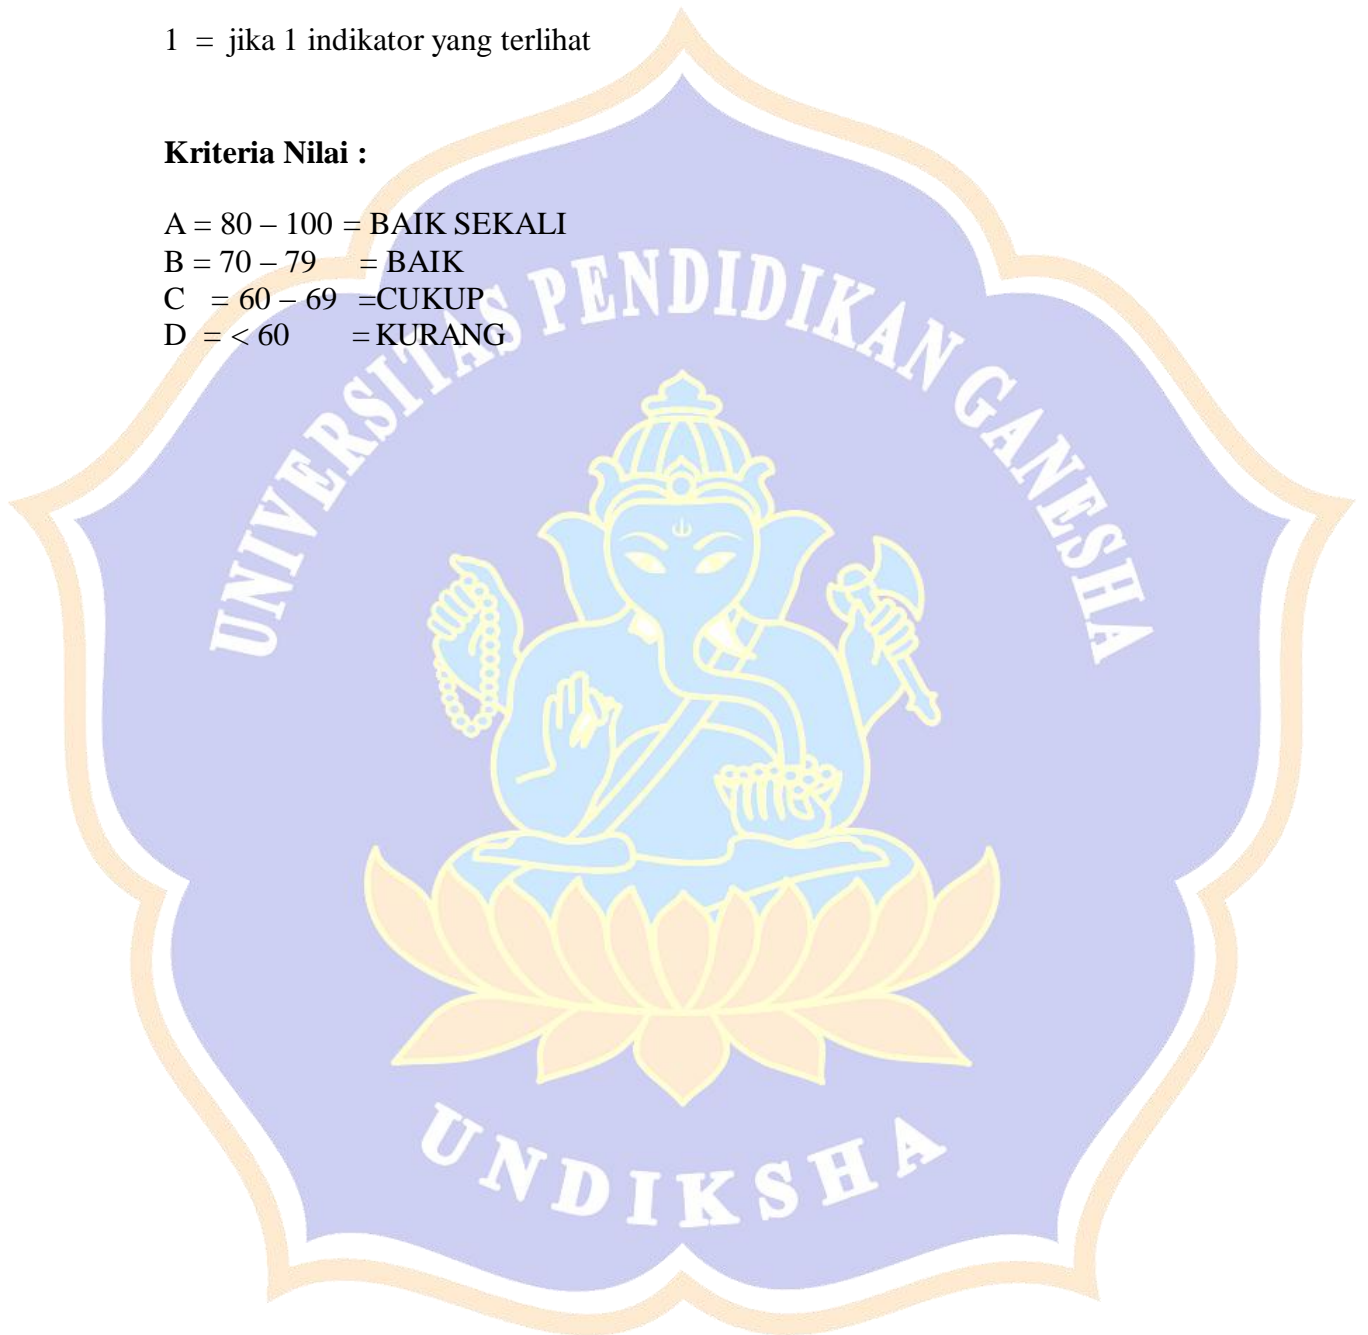 1 = jika 1 indikator yang terlihat
Kriteria Nilai :
A = 80 – 100 = BAIK SEKALI
B = 70 – 79 = BAIK
C = 60 – 69 =CUKUP
D = < 60 = KURANG
UNIVERSITAS PENDIDIKAN GANESHA
UNDIKSHA